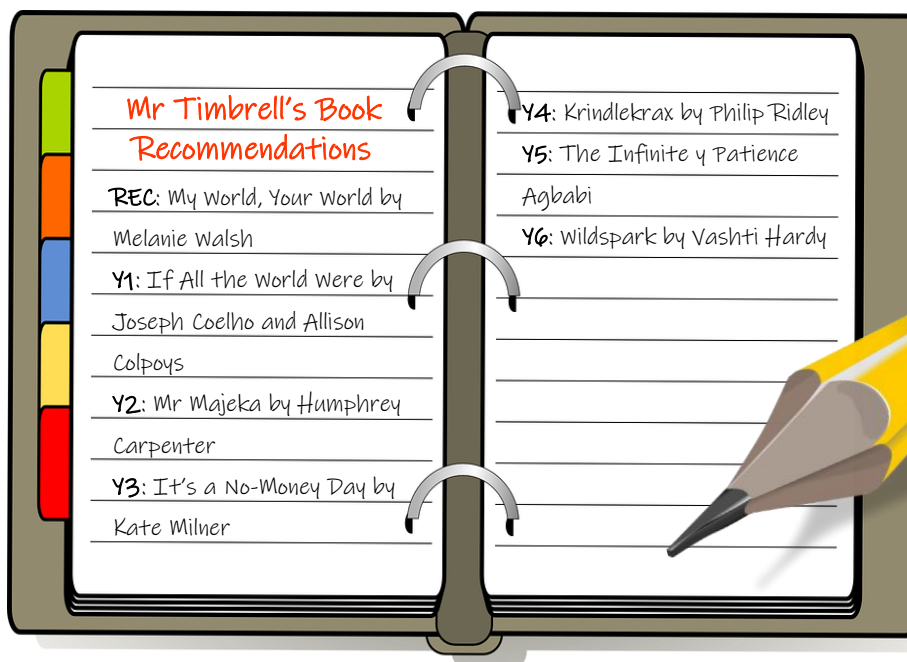 Mr Timbrell's Book
Recommendations
REC: My World, Your World by
Melanie Walsh
Y1: If All the World Were by
Joseph Coelho and Allison
Colpoys
Y2: Mr Majeka by Humphrey
Carpenter
Y3: It's a No-Money Day by
Kate Milner
Y4: Krindlekrax by Philip Ridley
Y5: The Infinite y Patience
Agbabi
Y6: Wildspark by Vashti Hardy